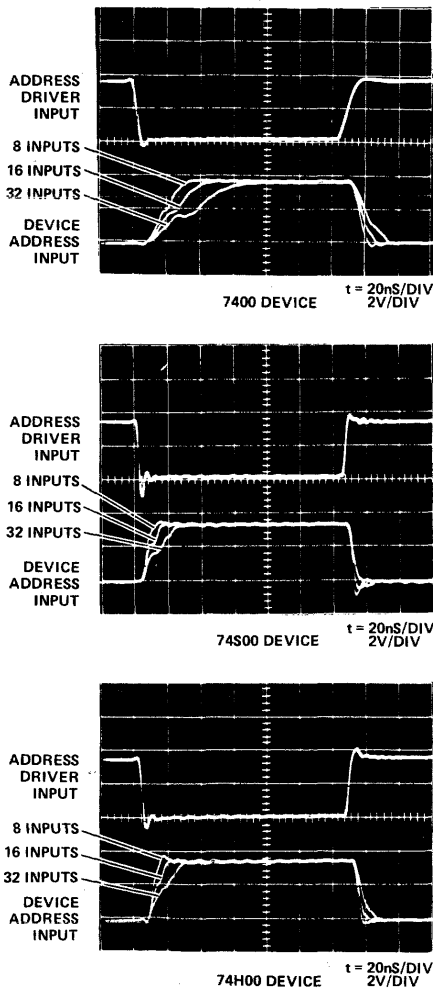 ADDRESS
DRIVER
INPUT
8 INPUTS
16 INPUTS
32 INPUTS
DEVICE
ADDRESS
INPUT
7400 DEVICE
t = 20nS/DIV
2V/DIV
ADDRESS
DRIVER
INPUT
8 INPUTS
16 INPUTS
32 INPUTS
DEVICE
ADDRESS
INPUT
74S00 DEVICE
t = 20nS/DIV
2V/DIV
ADDRESS
DRIVER
INPUT
8 INPUTS
16 INPUTS
32 INPUTS
DEVICE
ADDRESS
INPUT
74H00 DEVICE
t = 20nS/DIV
2V/DIV